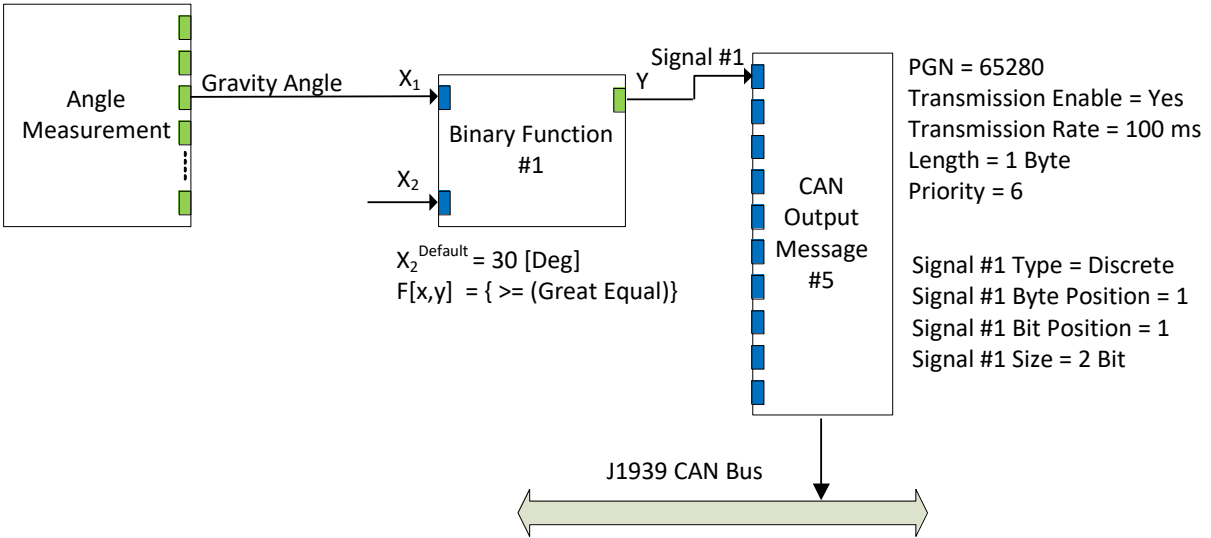 Angle
Measurement
Gravity Angle
X1
X2
Binary Function
#1
Y
X2Default = 30 [Deg]
F[x,y] = { >= (Great Equal)}
Signal #1
CAN
Output
Message
#5
PGN = 65280
Transmission Enable = Yes
Transmission Rate = 100 ms
Length = 1 Byte
Priority = 6
Signal #1 Type = Discrete
Signal #1 Byte Position = 1
Signal #1 Bit Position = 1
Signal #1 Size = 2 Bit
J1939 CAN Bus